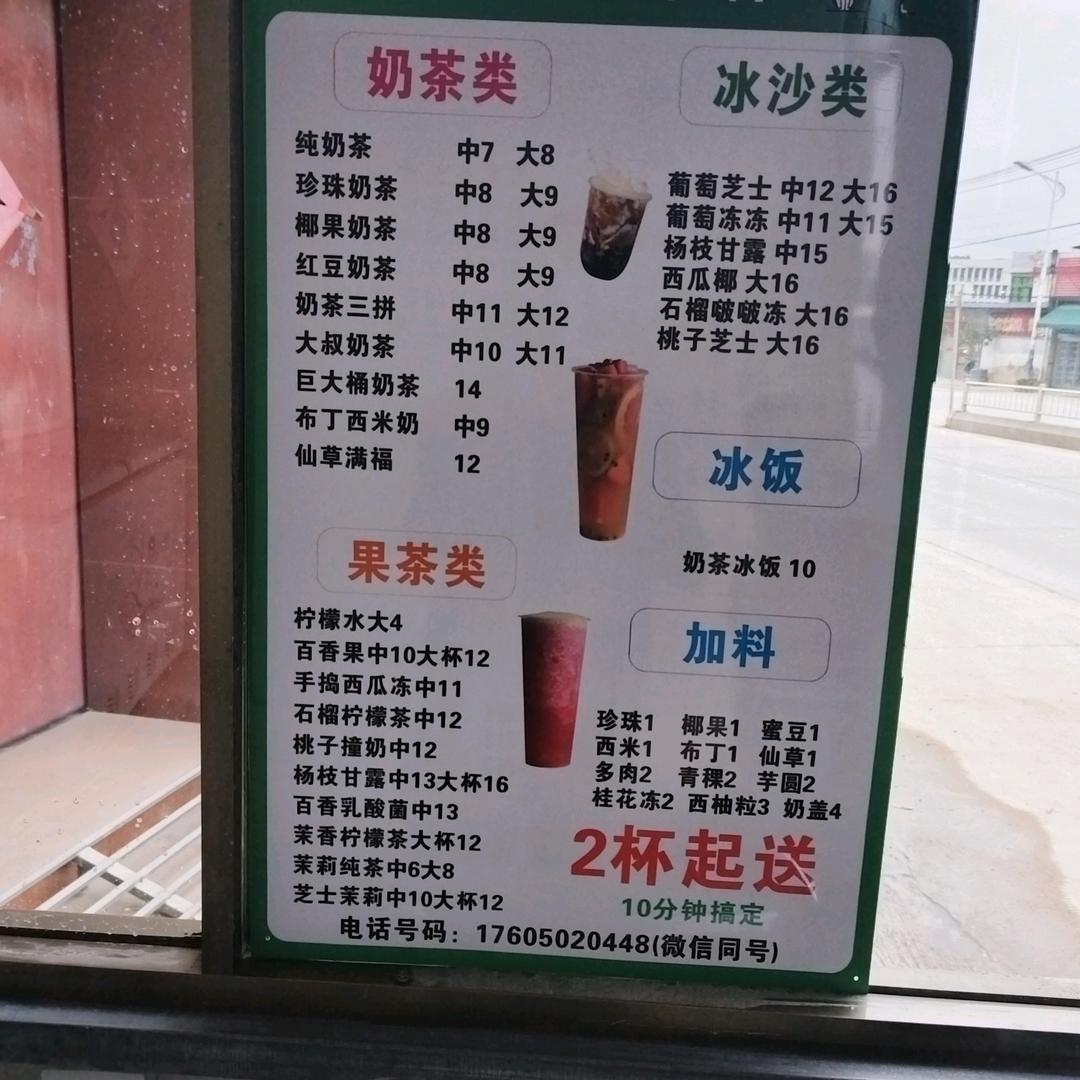 奶茶类
纯奶茶 中7 大8
珍珠奶茶 中8 大9
椰果奶茶 中8 大9
红豆奶茶 中8 大9
奶茶三拼 中11 大12
大叔奶茶 中10 大11
巨大桶奶茶 14
布丁西米奶 中9
仙草满福 12
果茶类
柠檬水大4
百香果中10大杯12
手捣西瓜冻中11
石榴柠檬茶中12
桃子撞奶中12
杨枝甘露中13大杯16
百香乳酸菌中13
茉香柠檬茶大杯12
茉莉纯茶中6大8
芝士茉莉中10大杯12
冰沙类
葡萄芝士 中12 大16
葡萄冻冻 中11 大15
杨枝甘露 中15
西瓜椰 大16
石榴啵啵冻 大16
桃子芝士 大16
冰饭
奶茶冰饭 10
加料
珍珠1 椰果1 蜜豆1
西米1 布丁1 仙草1
多肉2 青稞2 芋圆2
桂花冻2 西柚粒3 奶盖4
2杯起送
10分钟搞定
电话号码：17605020448(微信同号)